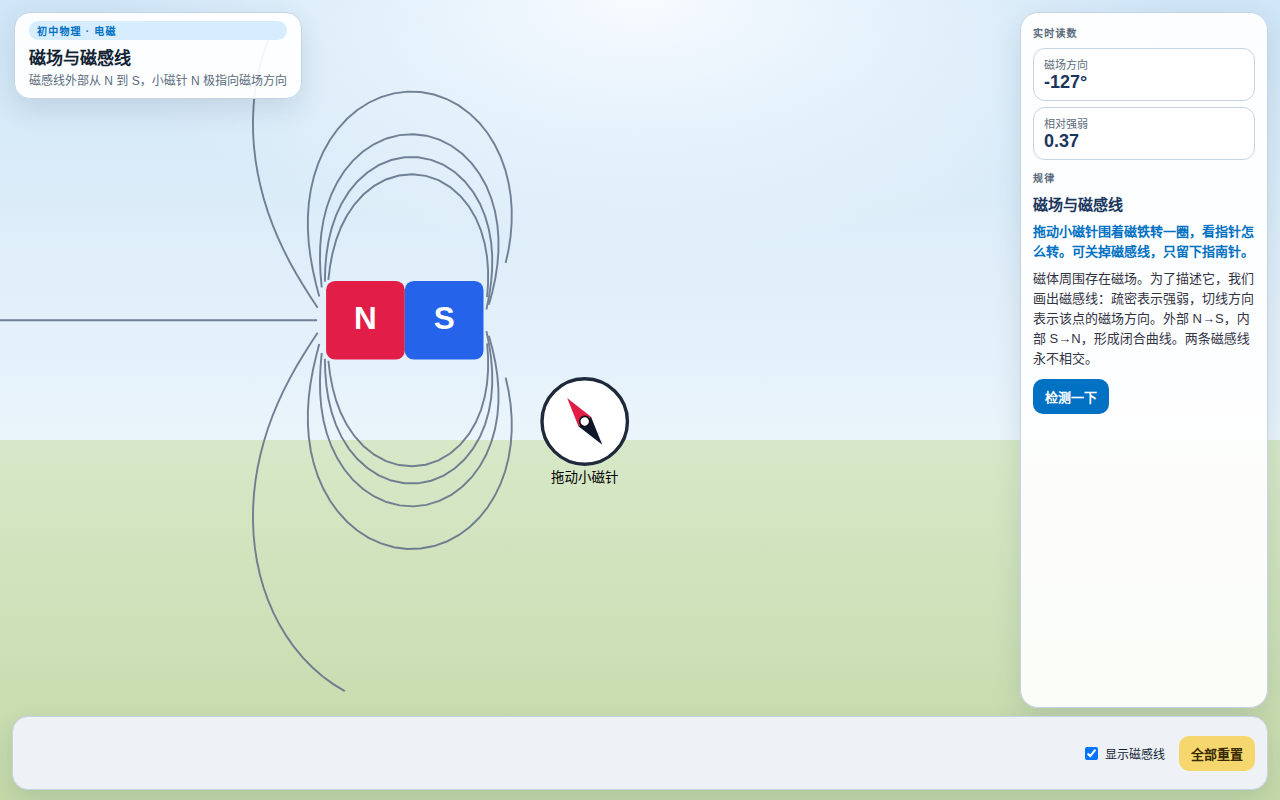 初中物理 · 电磁
磁场与磁感线
磁感线外部从 N 到 S，小磁针 N 极指向磁场方向
N
S
拖动小磁针
实时读数
磁场方向
-127°
相对强弱
0.37
规律
磁场与磁感线
拖动小磁针围着磁铁转一圈，看指针怎
么转。可关掉磁感线，只留下指南针。
磁体周围存在磁场。为了描述它，我们
画出磁感线：疏密表示强弱，切线方向
表示该点的磁场方向。外部 N→S，内
部 S→N，形成闭合曲线。两条磁感线
永不相交。
检测一下
显示磁感线
全部重置